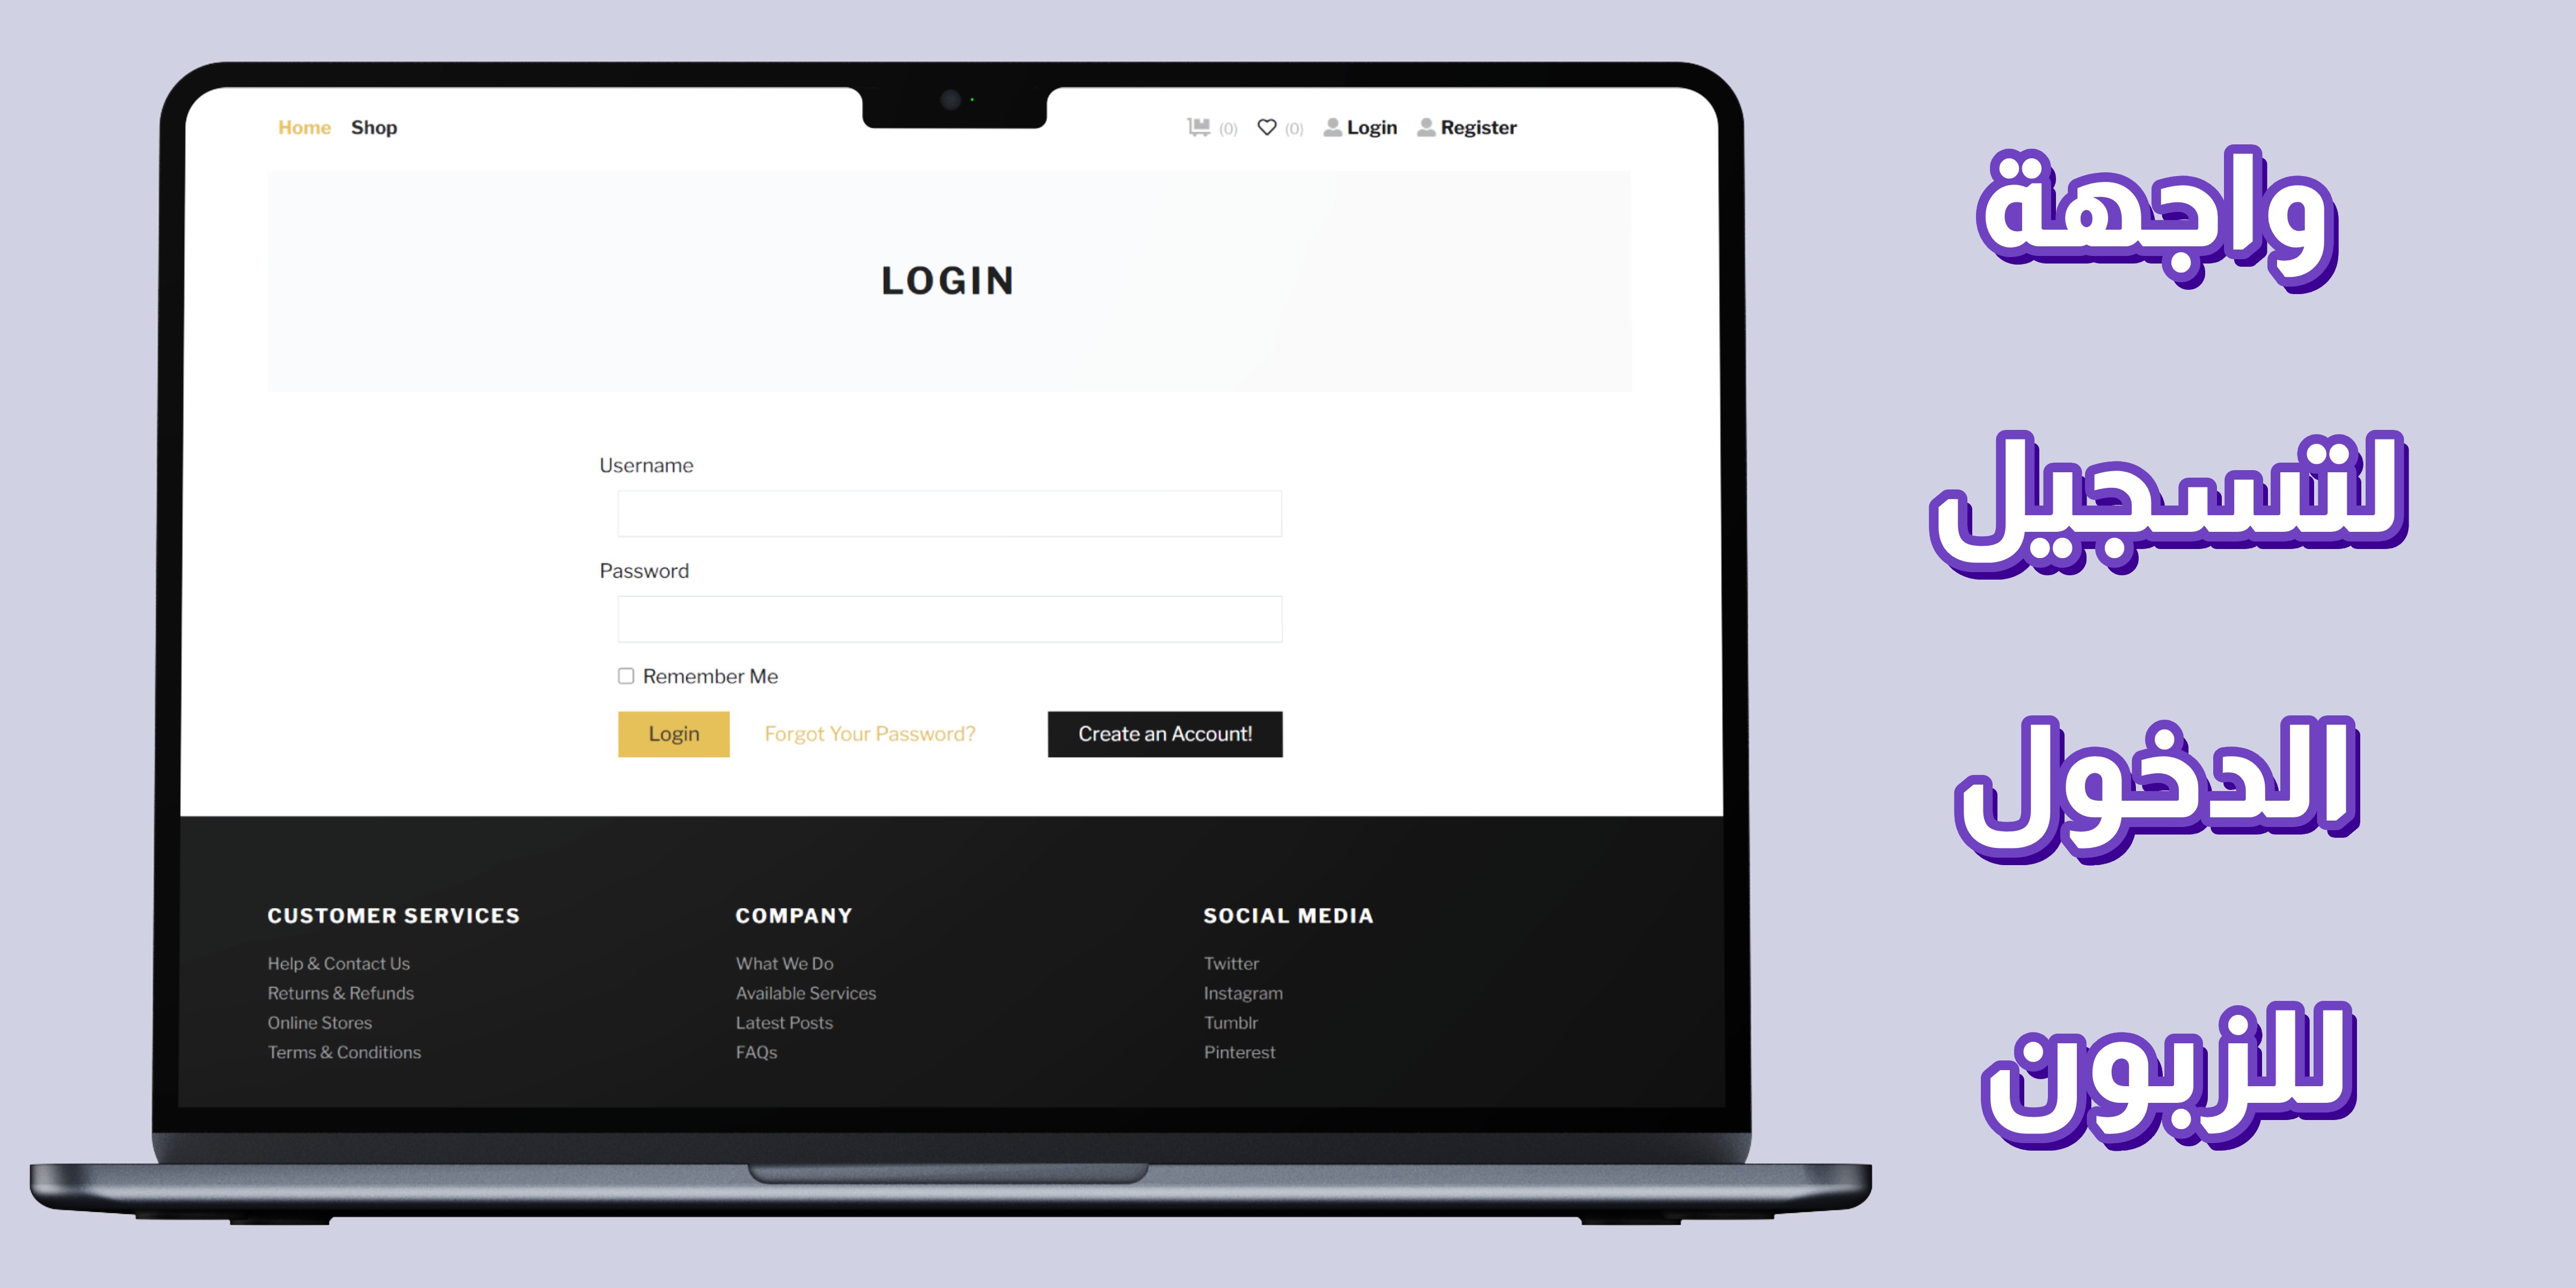 Home Shop (0) (0) Login Register
LOGIN
Username
Password
Remember Me
Login Forgot Your Password? Create an Account!
CUSTOMER SERVICES
Help & Contact Us
Returns & Refunds
Online Stores
Terms & Conditions
COMPANY
What We Do
Available Services
Latest Posts
FAQs
SOCIAL MEDIA
Twitter
Instagram
Tumblr
Pinterest
واجهة
لتسجيل
الدخول
للزبون